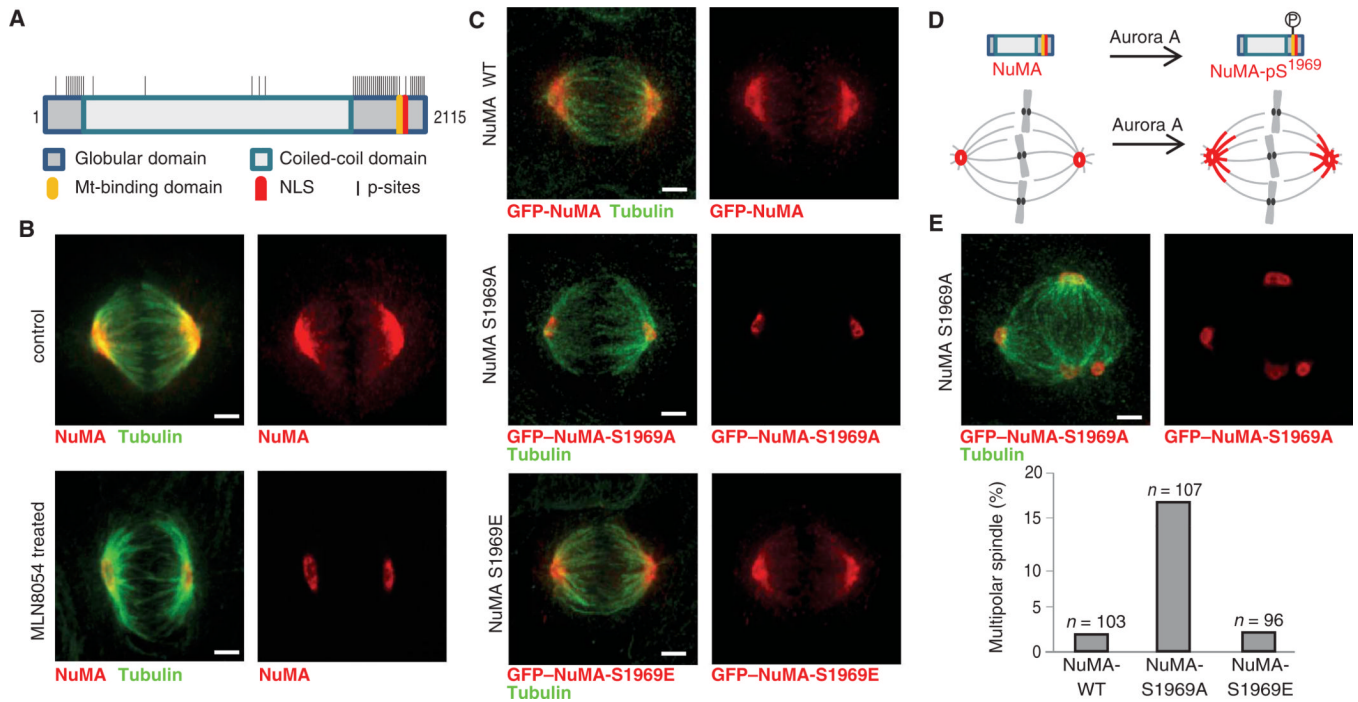 A
1
2115
Globular domain
Coiled-coil domain
Mt-binding domain
NLS
p-sites
B
control
NuMA Tubulin
NuMA
MLN8054 treated
NuMA Tubulin
NuMA
C
NuMA WT
GFP-NuMA Tubulin
GFP-NuMA
NuMA S1969A
GFP–NuMA-S1969A
Tubulin
GFP–NuMA-S1969A
NuMA S1969E
GFP–NuMA-S1969E
Tubulin
GFP–NuMA-S1969E
D
P
Aurora A
NuMA
NuMA-pS1969
Aurora A
E
NuMA S1969A
GFP–NuMA-S1969A
Tubulin
GFP–NuMA-S1969A
Multipolar spindle (%)
20
15
10
5
0
n = 103
n = 107
n = 96
NuMA-
WT
NuMA-
S1969A
NuMA-
S1969E